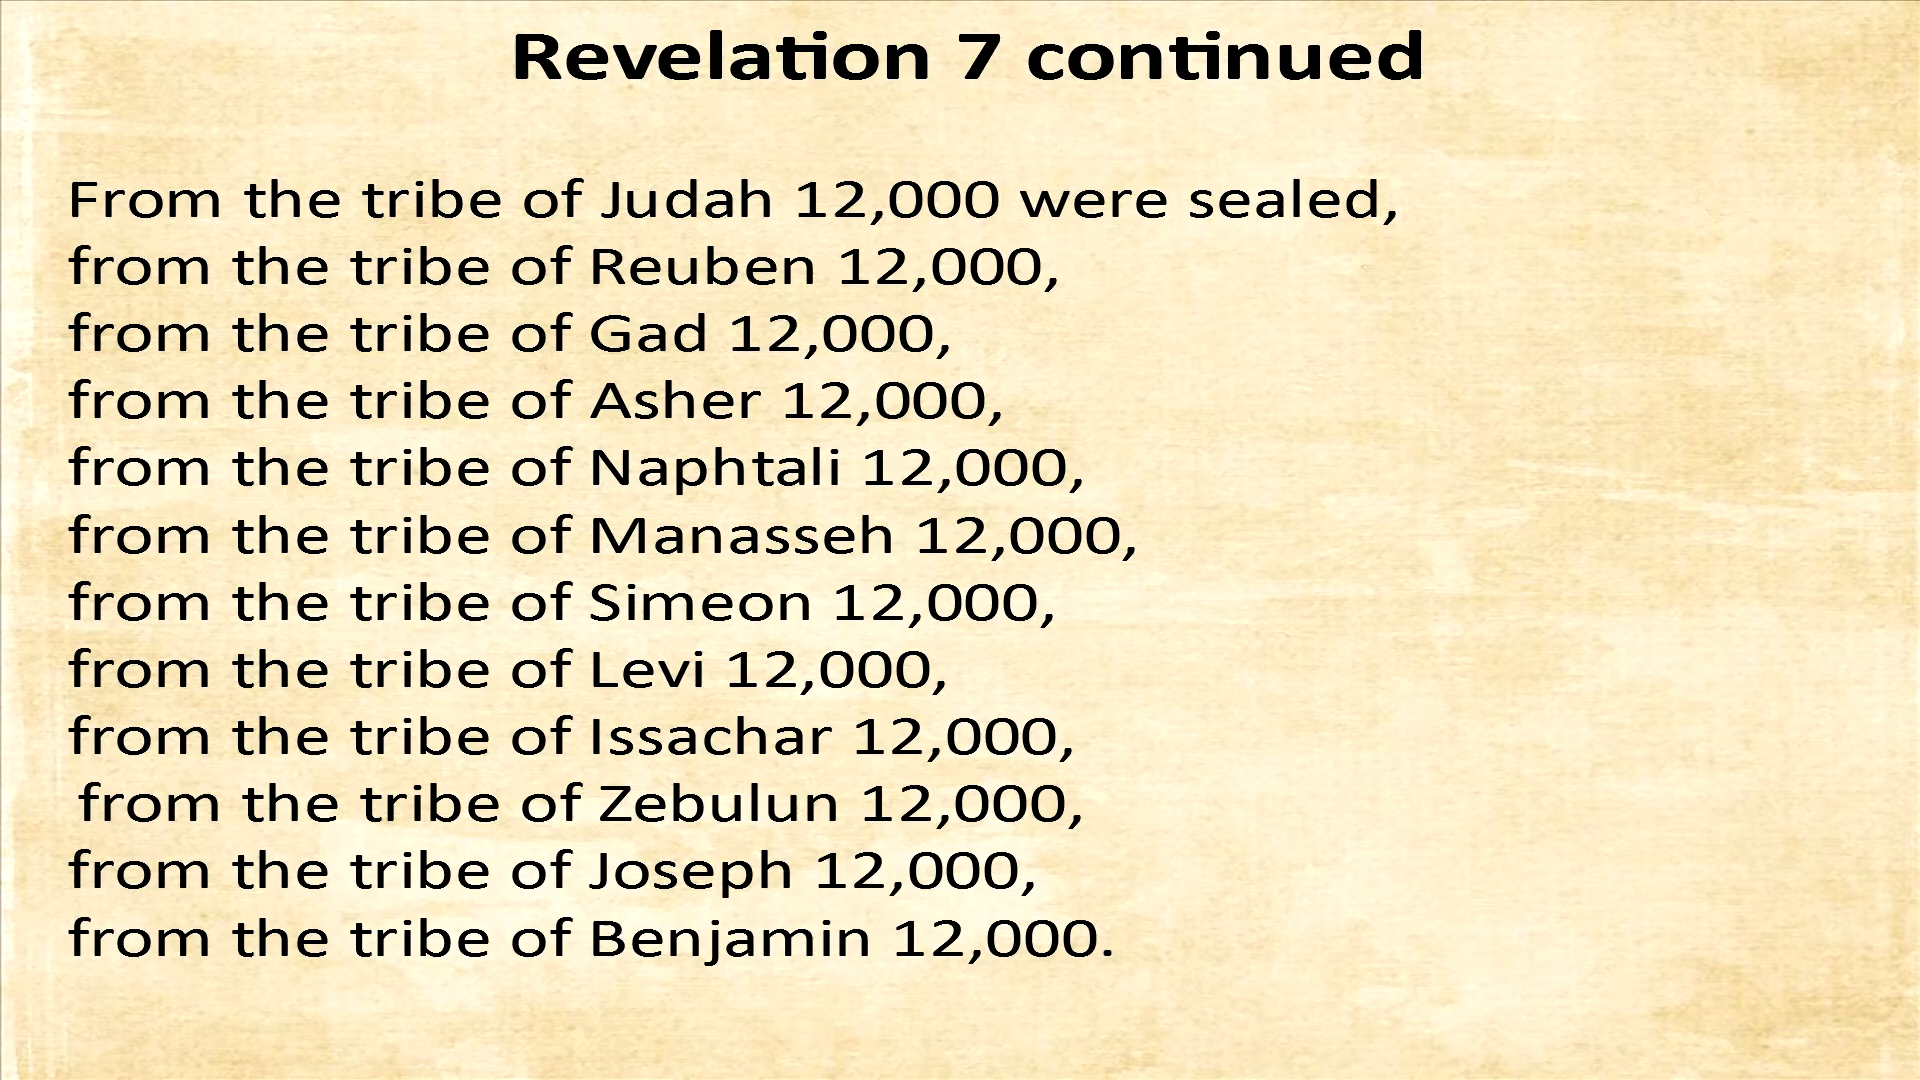 Revelation 7 continued
From the tribe of Judah 12,000 were sealed,
from the tribe of Reuben 12,000,
from the tribe of Gad 12,000,
from the tribe of Asher 12,000,
from the tribe of Naphtali 12,000,
from the tribe of Manasseh 12,000,
from the tribe of Simeon 12,000,
from the tribe of Levi 12,000,
from the tribe of Issachar 12,000,
from the tribe of Zebulun 12,000,
from the tribe of Joseph 12,000,
from the tribe of Benjamin 12,000.